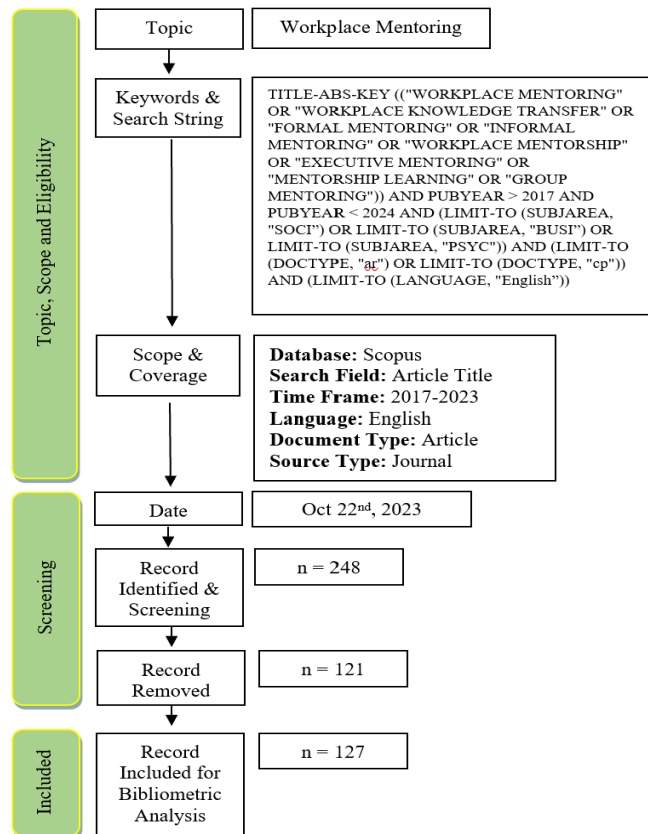 Topic, Scope and Eligibility
Topic
Workplace Mentoring
Keywords &
Search String
TITLE-ABS-KEY (("WORKPLACE MENTORING"
OR "WORKPLACE KNOWLEDGE TRANSFER" OR
"FORMAL MENTORING" OR "INFORMAL
MENTORING" OR "WORKPLACE MENTORSHIP"
OR "EXECUTIVE MENTORING" OR
"MENTORSHIP LEARNING" OR "GROUP
MENTORING")) AND PUBYEAR > 2017 AND
PUBYEAR < 2024 AND (LIMIT-TO (SUBJAREA,
"SOCI”) OR LIMIT-TO (SUBJAREA, "BUSI") OR
LIMIT-TO (SUBJAREA, "PSYC")) AND (LIMIT-TO
(DOCTYPE, "ar") OR LIMIT-TO (DOCTYPE, "cp"))
AND (LIMIT-TO (LANGUAGE, "English”))
Scope &
Coverage
Database: Scopus
Search Field: Article Title
Time Frame: 2017-2023
Language: English
Document Type: Article
Source Type: Journal
Screening
Date
Oct 22nd, 2023
Record
Identified &
Screening
n = 248
Record
Removed
n = 121
Included
Record
Included for
Bibliometric
Analysis
n = 127